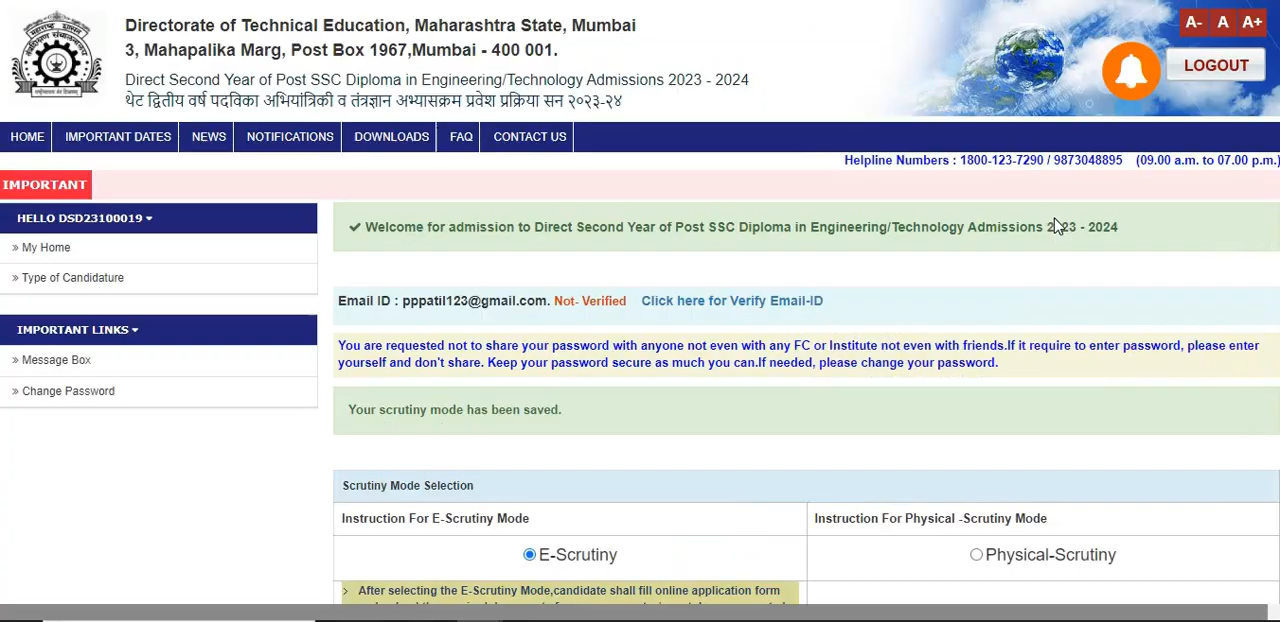 Directorate of Technical Education, Maharashtra State, Mumbai
3, Mahapalika Marg, Post Box 1967,Mumbai - 400 001.
Direct Second Year of Post SSC Diploma in Engineering/Technology Admissions 2023 - 2024
थेट द्वितीय वर्ष पदविका अभियांत्रिकी व तंत्रज्ञान अभ्यासक्रम प्रवेश प्रक्रिया सन २०२३-२४
A- A A+
LOGOUT
HOME IMPORTANT DATES NEWS NOTIFICATIONS DOWNLOADS FAQ CONTACT US
Helpline Numbers : 1800-123-7290 / 9873048895 (09.00 a.m. to 07.00 p.m.)
IMPORTANT
HELLO DSD23100019
» My Home
» Type of Candidature
IMPORTANT LINKS
» Message Box
» Change Password
Welcome for admission to Direct Second Year of Post SSC Diploma in Engineering/Technology Admissions 2023 - 2024
Email ID : pppatil123@gmail.com. Not- Verified Click here for Verify Email-ID
You are requested not to share your password with anyone not even with any FC or Institute not even with friends.If it require to enter password, please enter
yourself and don't share. Keep your password secure as much you can.If needed, please change your password.
Your scrutiny mode has been saved.
Scrutiny Mode Selection
Instruction For E-Scrutiny Mode
Instruction For Physical -Scrutiny Mode
E-Scrutiny
Physical-Scrutiny
After selecting the E-Scrutiny Mode,candidate shall fill online application form